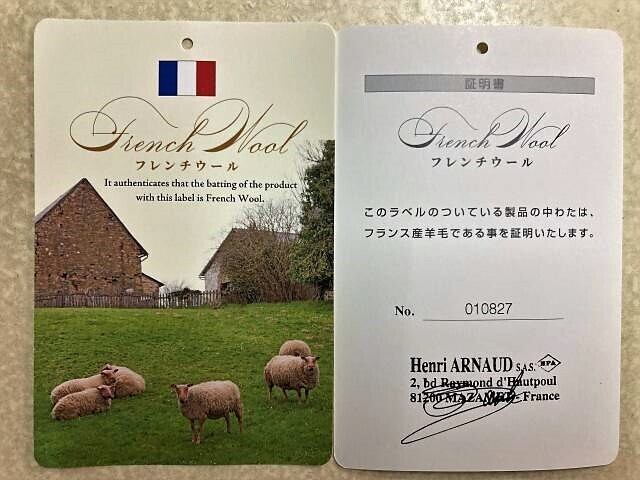 French Wool
フレンチウール
It authenticates that the batting of the product
with this label is French Wool.
証明書
French Wool
フレンチウール
このラベルのついている製品の中わたは、
フランス産羊毛である事を証明いたします。
No. 010827
Henri ARNAUD S.A.S. HPA
2, bd Raymond d'Hautpoul
81200 MAZAMET - France